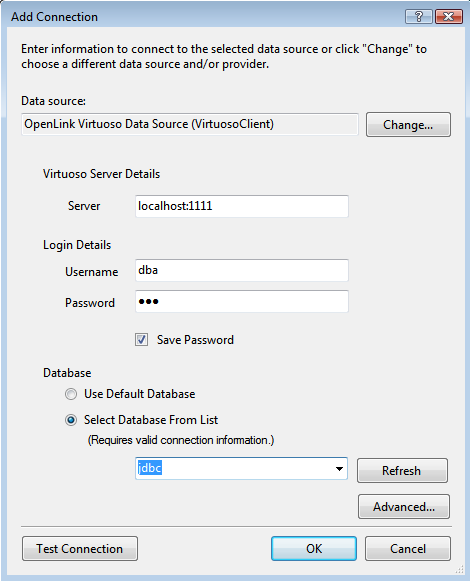 Add Connection
Enter information to connect to the selected data source or click "Change" to
choose a different data source and/or provider.
Data source:
OpenLink Virtuoso Data Source (VirtuosoClient)
Change...
Virtuoso Server Details
Server
localhost:1111
Login Details
Username
dba
Password
●●●
Save Password
Database
Use Default Database
Select Database From List
(Requires valid connection information.)
jdbc
Refresh
Advanced...
Test Connection
OK
Cancel